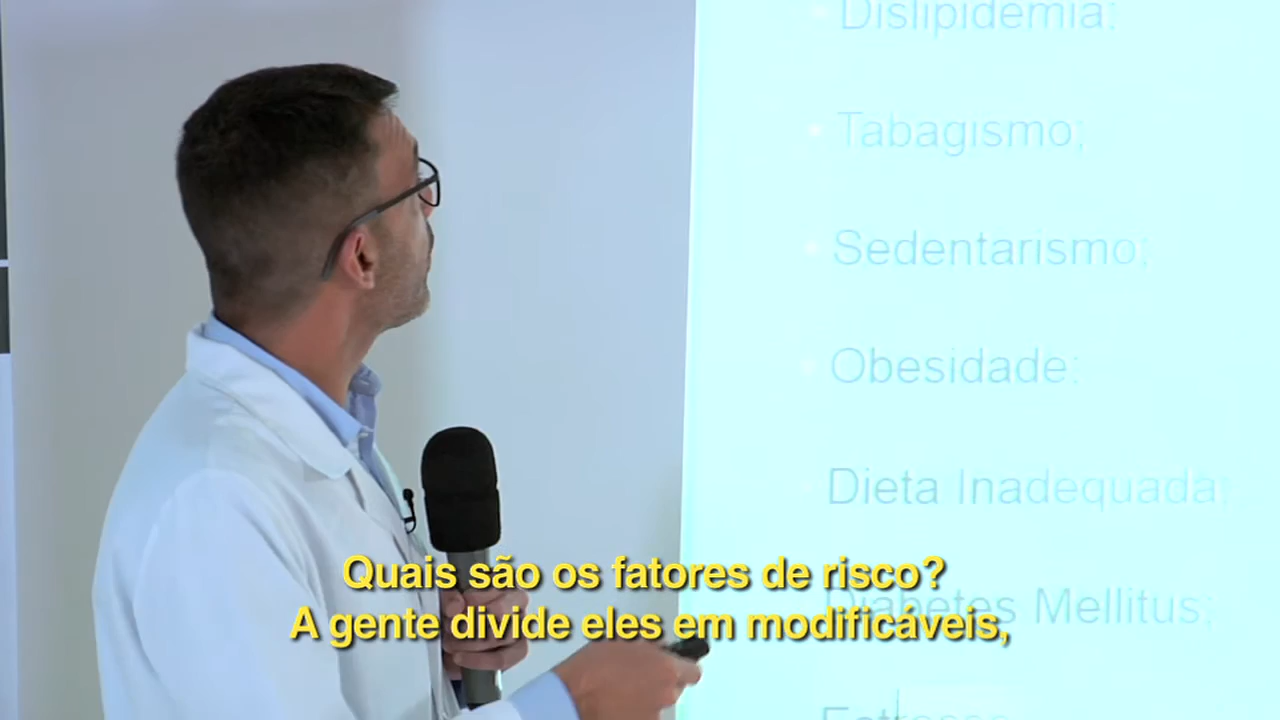 Dislipidemia;
Tabagismo;
Sedentarismo;
Obesidade;
Dieta Inadequada;
Diabetes Mellitus;
Estresse
Quais são os fatores de risco?
A gente divide eles em modificáveis,